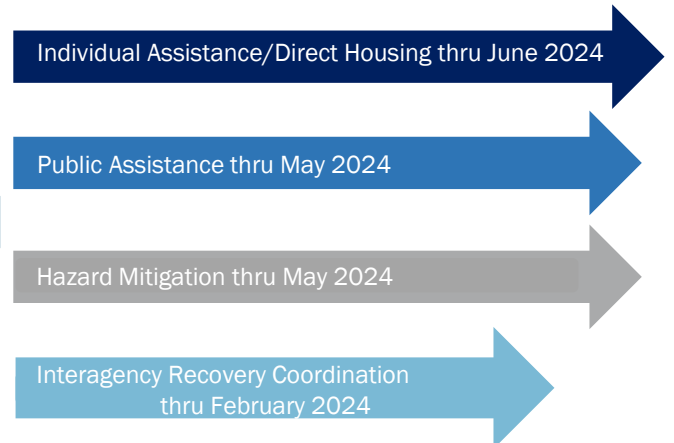 Individual Assistance/Direct Housing thru June 2024
Public Assistance thru May 2024
Hazard Mitigation thru May 2024
Interagency Recovery Coordination
thru February 2024